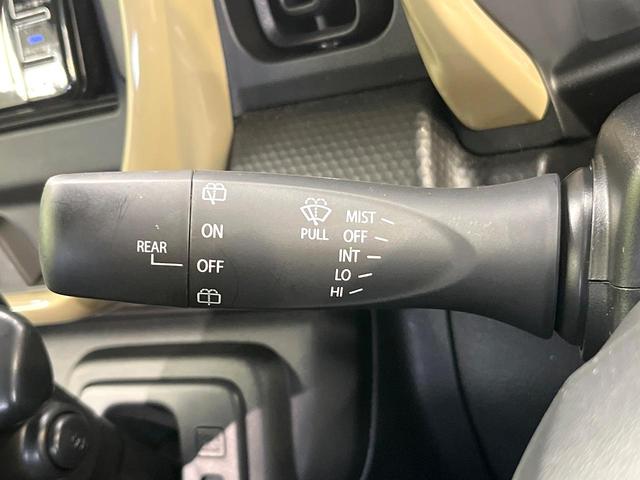 REAR
ON
OFF
PULL
MIST
OFF
INT
LO
HI